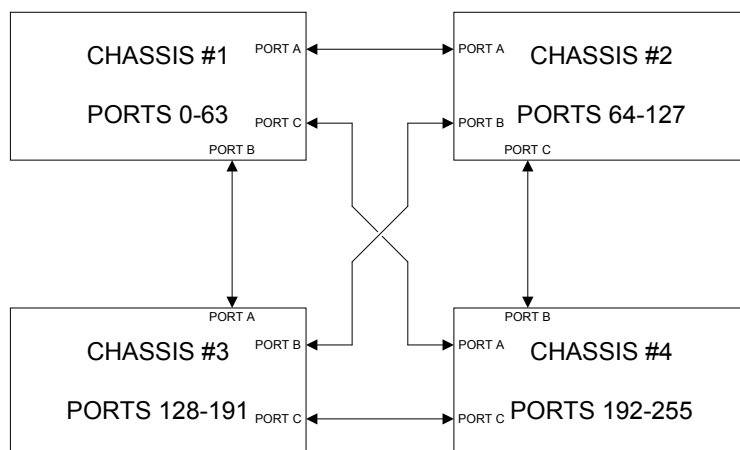 CHASSIS #1
PORTS 0-63
PORT A
PORT C
PORT B
PORT A
CHASSIS #2
PORT B
PORTS 64-127
PORT C
PORT A
CHASSIS #3
PORT B
PORTS 128-191
PORT C
PORT B
PORT A
CHASSIS #4
PORT C
PORTS 192-255